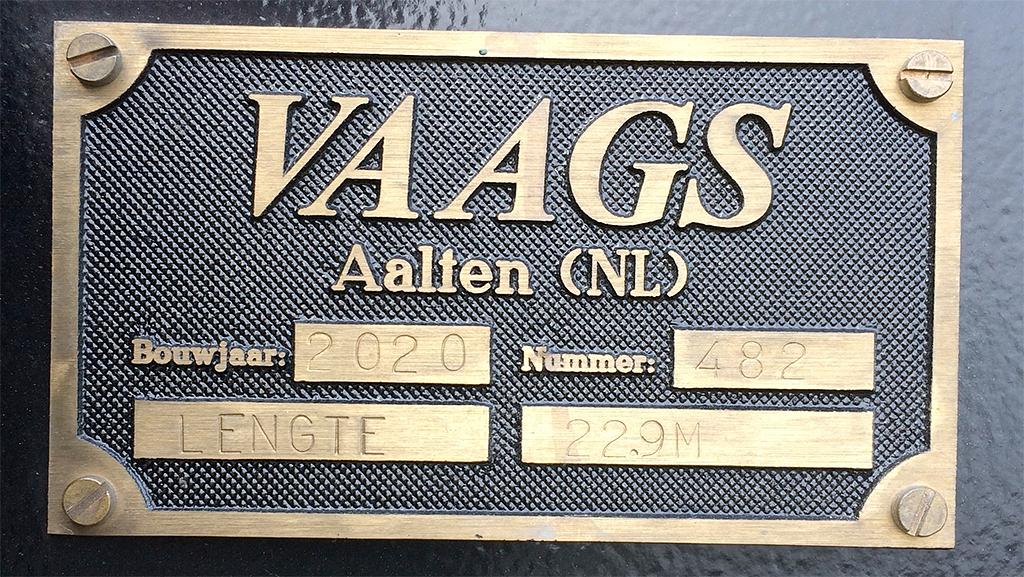 VAAGS
Aalten (NL)
Bouwjaar: 2020 Nummer: 482
LENGTE 22.9M